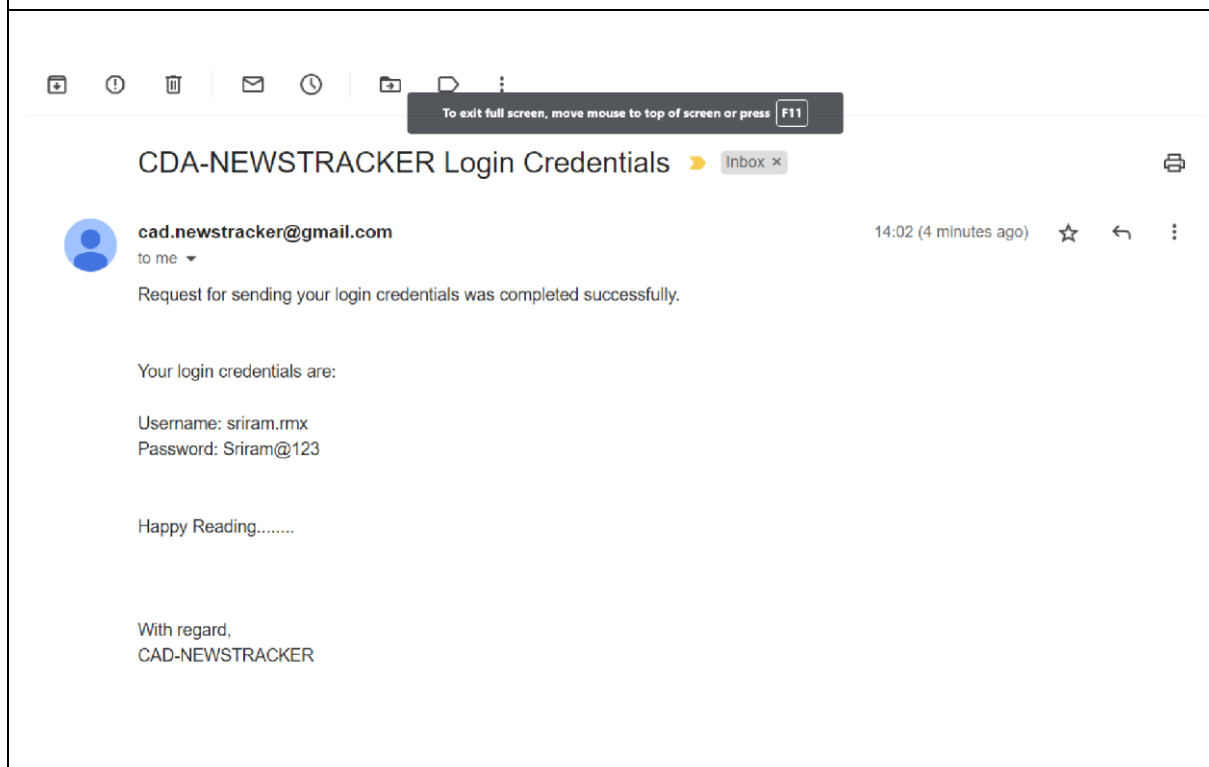 To exit full screen, move mouse to top of screen or press F11
CDA-NEWSTRACKER Login Credentials Inbox ×
cad.newstracker@gmail.com 14:02 (4 minutes ago)
to me
Request for sending your login credentials was completed successfully.
Your login credentials are:
Username: sriram.rmx
Password: Sriram@123
Happy Reading........
With regard,
CAD-NEWSTRACKER